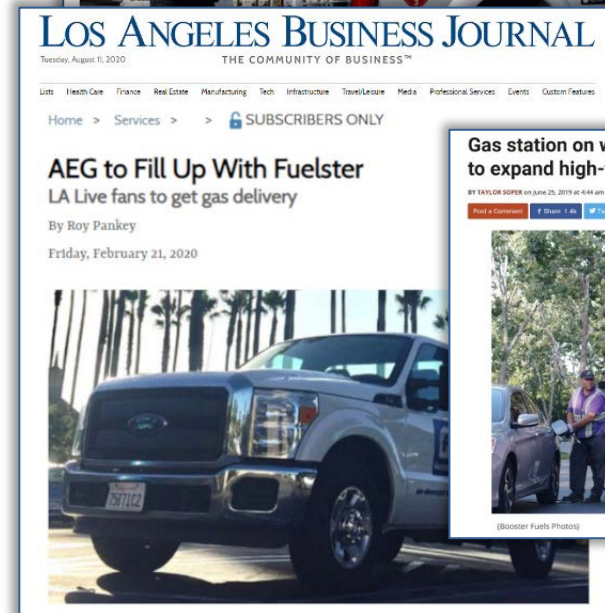 LOS ANGELES BUSINESS JOURNAL
Tuesday, August 11, 2020
THE COMMUNITY OF BUSINESS™
Lists Health Care Finance Real Estate Manufacturing Tech Infrastructure Travel/Leisure Media Professional Services Events Custom Features
Home > Services > > SUBSCRIBERS ONLY
AEG to Fill Up With Fuelster
LA Live fans to get gas delivery
By Roy Pankey
Friday, February 21, 2020
Gas station on
to expand high-
BY TAYLOR SOPER on June 25, 2019 at 4:44 am
Post a Comment Share 1.4k
Ford
(Booster Fuels Photos)